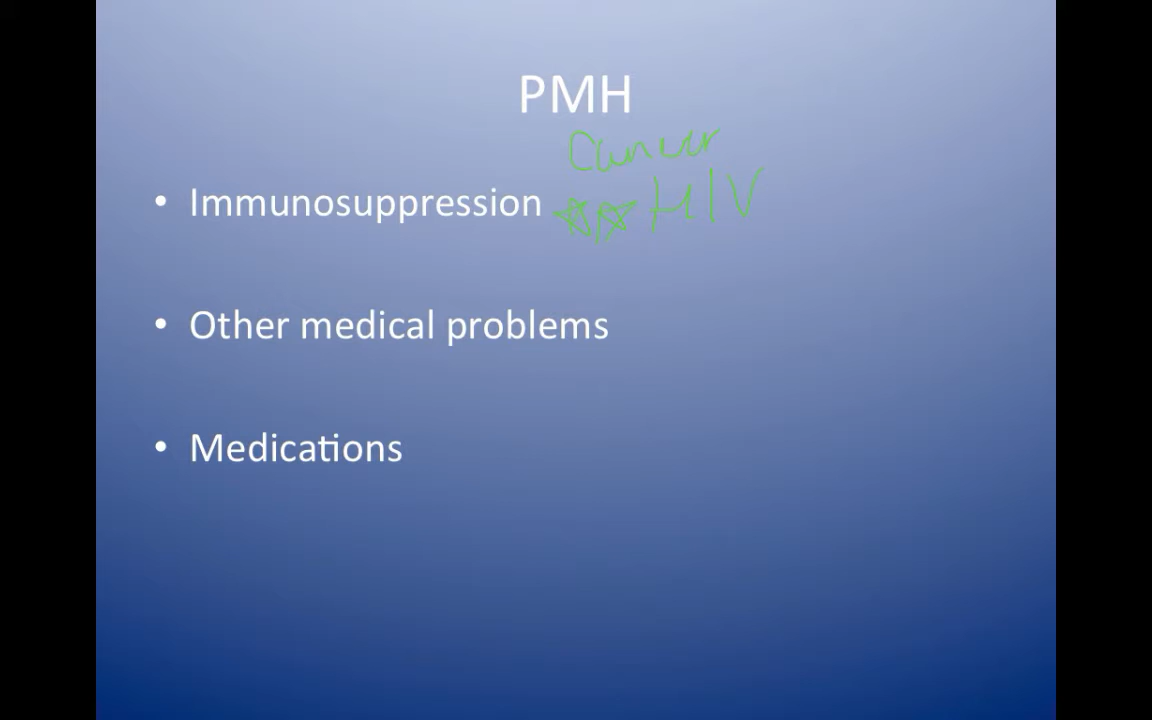 PMH
Cancer
• Immunosuppression HIV
• Other medical problems
• Medications